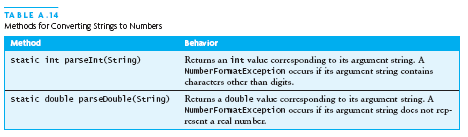 TABLE A.14
Methods for Converting Strings to Numbers
Method Behavior
static int parseInt(String) Returns an int value corresponding to its argument string. A
NumberFormatException occurs if its argument string contains
characters other than digits.
static double parseDouble(String) Returns a double value corresponding to its argument string. A
NumberFormatException occurs if its argument string does not rep-
resent a real number.